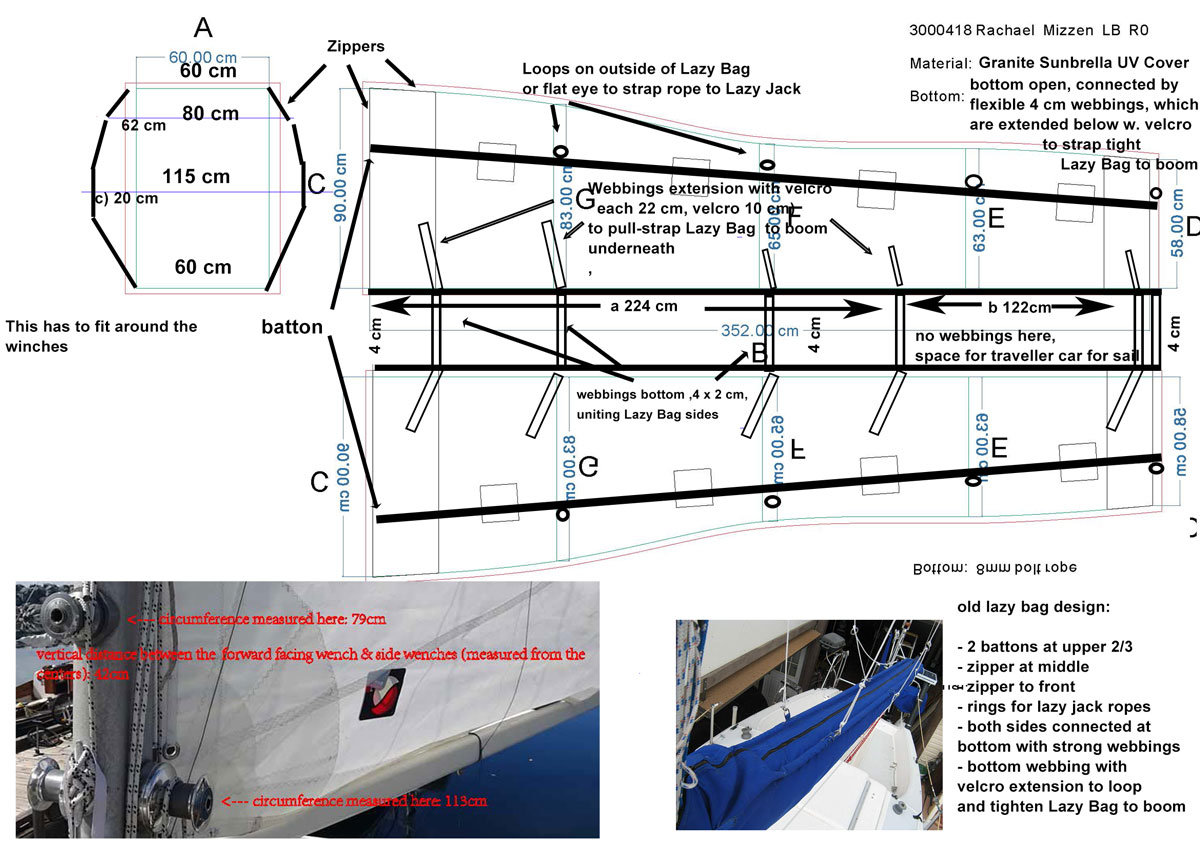 A
60.00 cm
60 cm
80 cm
62 cm
115 cm
c) 20 cm
C
60 cm
This has to fit around the
winches
Zippers
batton
Loops on outside of Lazy Bag
or flat eye to strap rope to Lazy Jack
3000418 Rachael Mizzen LB R0
Material: Granite Sunbrella UV Cover
Bottom: bottom open, connected by
flexible 4 cm webbings, which
are extended below w. velcro
to strap tight
Lazy Bag to boom
90.00 cm
83.00 cm
65.00 cm
63.00 cm
58.00 cm
G
F
E
D
Webbings extension with velcro
each 22 cm, velcro 10 cm)
to pull-strap Lazy Bag to boom
underneath
,
a 224 cm
b 122cm
4 cm
352.00 cm
B
4 cm
no webbings here,
space for traveller car for sail
4 cm
webbings bottom ,4 x 2 cm,
uniting Lazy Bag sides
C
90.00 cm
83.00 cm
G
65.00 cm
F
63.00 cm
E
58.00 cm
Bottom: 8mm bolt rope
<--- circumference measured here: 79cm
vertical distance between the forward facing wench & side wenches (measured from the
centers): 42cm
<--- circumference measured here: 113cm
old lazy bag design:
- 2 battons at upper 2/3
- zipper at middle
- zipper to front
- rings for lazy jack ropes
- both sides connected at
bottom with strong webbings
- bottom webbing with
velcro extension to loop
and tighten Lazy Bag to boom